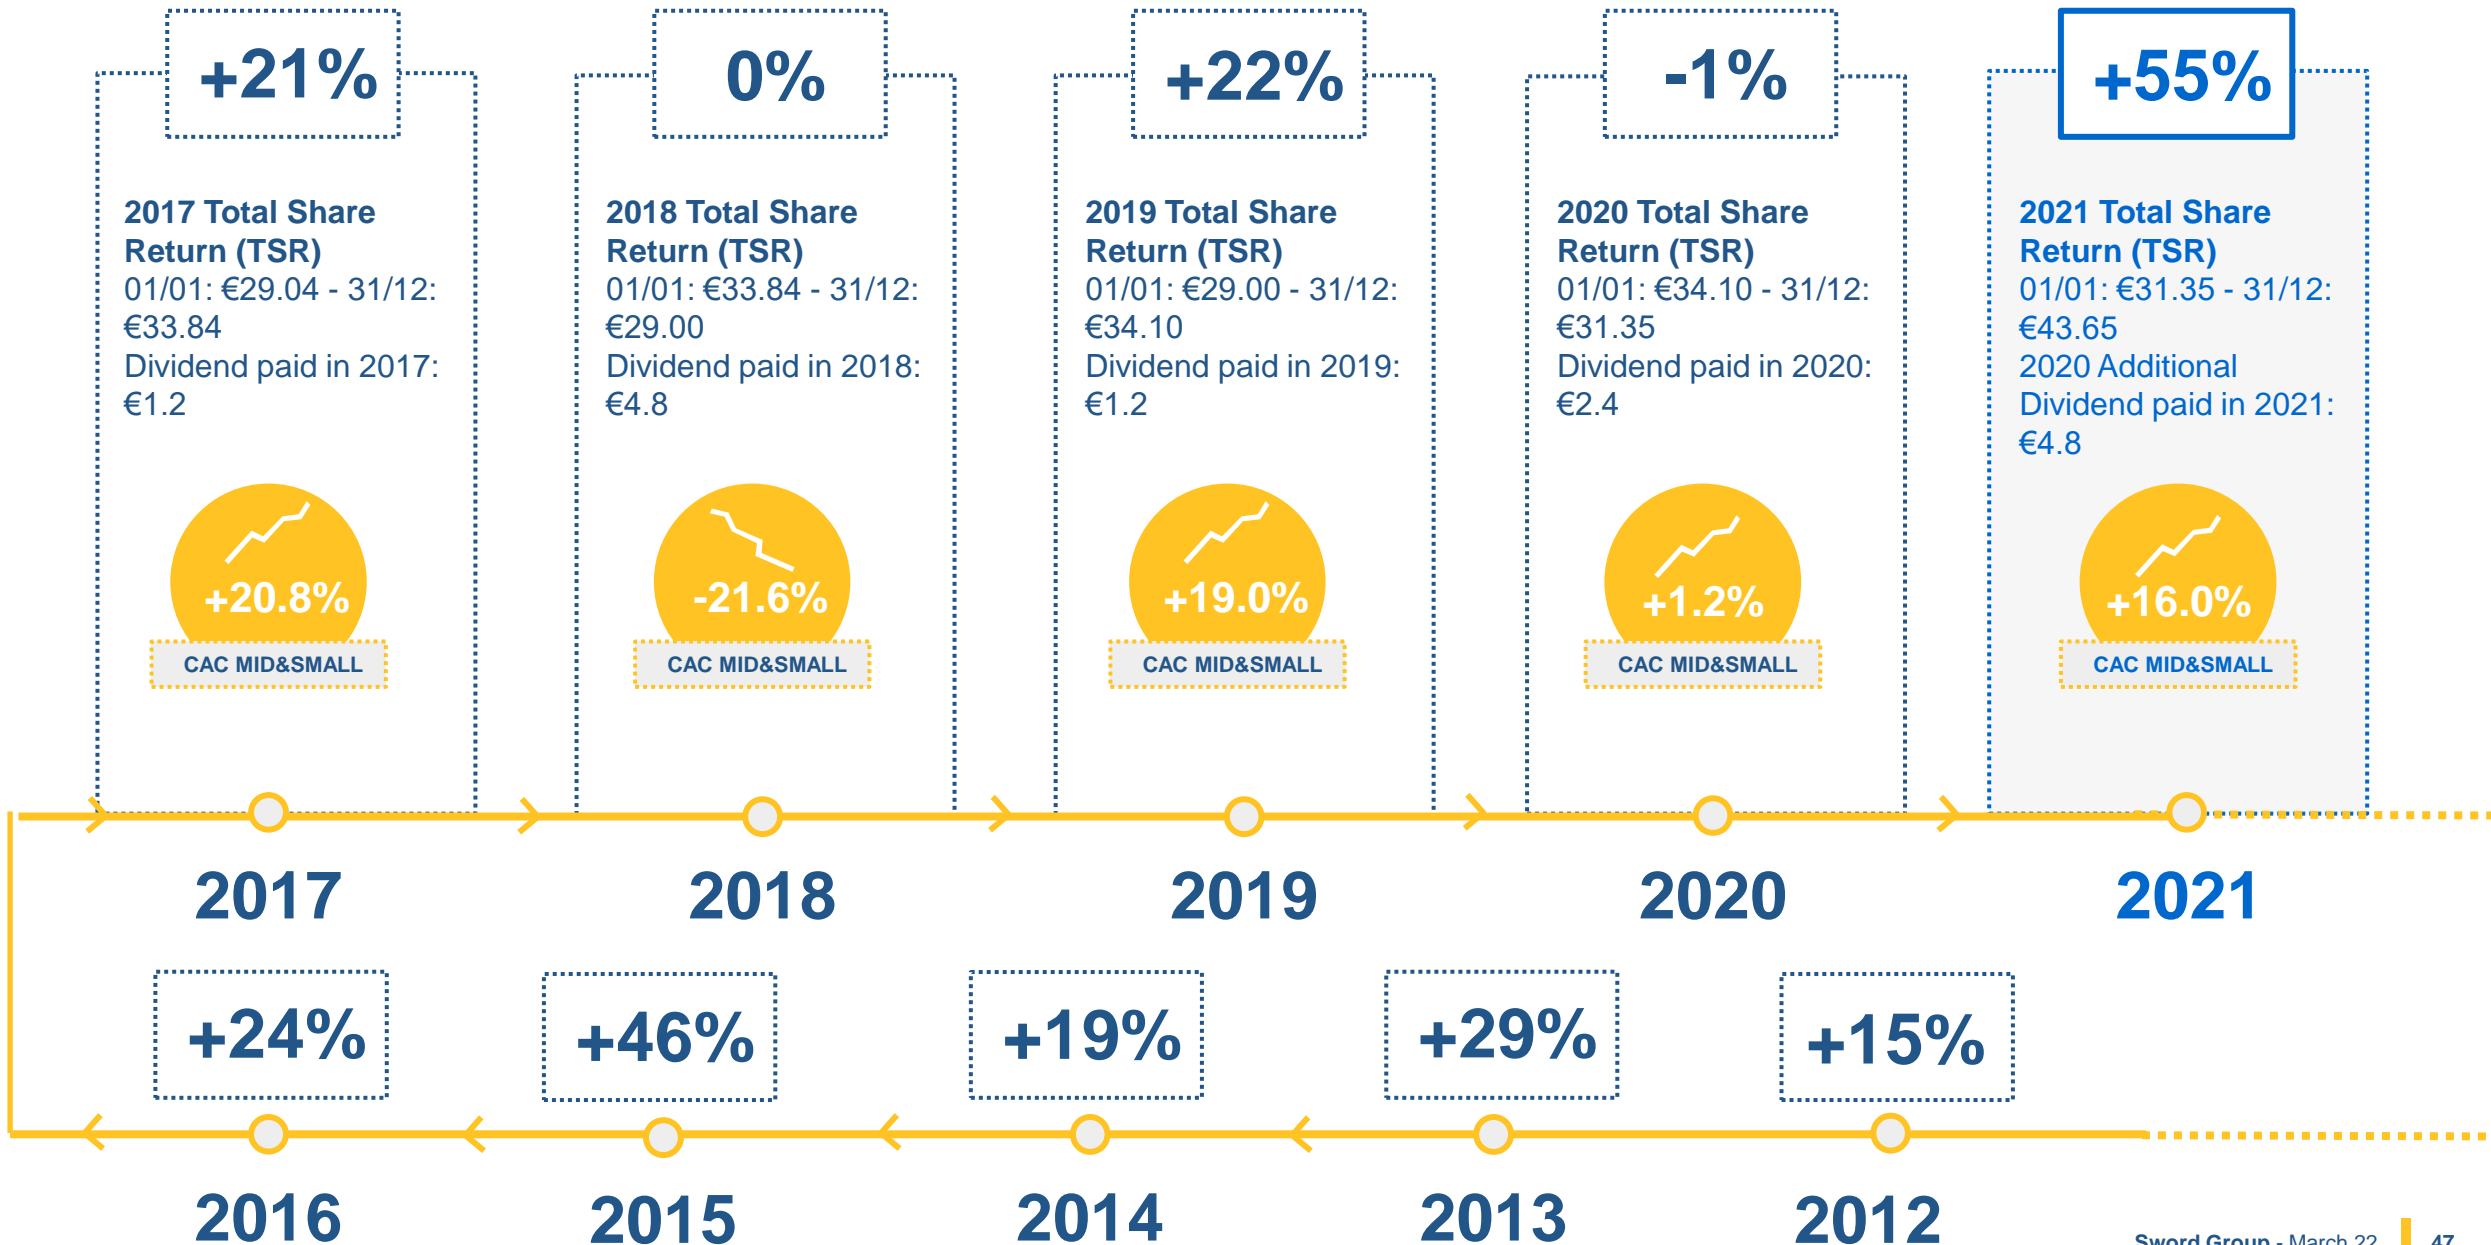 +21%
2017 Total Share
Return (TSR)
01/01: €29.04 - 31/12:
€33.84
Dividend paid in 2017:
€1.2
+20.8%
CAC MID&SMALL
2017
0%
2018 Total Share
Return (TSR)
01/01: €33.84 - 31/12:
€29.00
Dividend paid in 2018:
€4.8
-21.6%
CAC MID&SMALL
2018
+22%
2019 Total Share
Return (TSR)
01/01: €29.00 - 31/12:
€34.10
Dividend paid in 2019:
€1.2
+19.0%
CAC MID&SMALL
2019
-1%
2020 Total Share
Return (TSR)
01/01: €34.10 - 31/12:
€31.35
Dividend paid in 2020:
€2.4
+1.2%
CAC MID&SMALL
2020
+55%
2021 Total Share
Return (TSR)
01/01: €31.35 - 31/12:
€43.65
2020 Additional
Dividend paid in 2021:
€4.8
+16.0%
CAC MID&SMALL
2021
+24%
2016
+46%
2015
+19%
2014
+29%
2013
+15%
2012
Sword Group - March 22 47